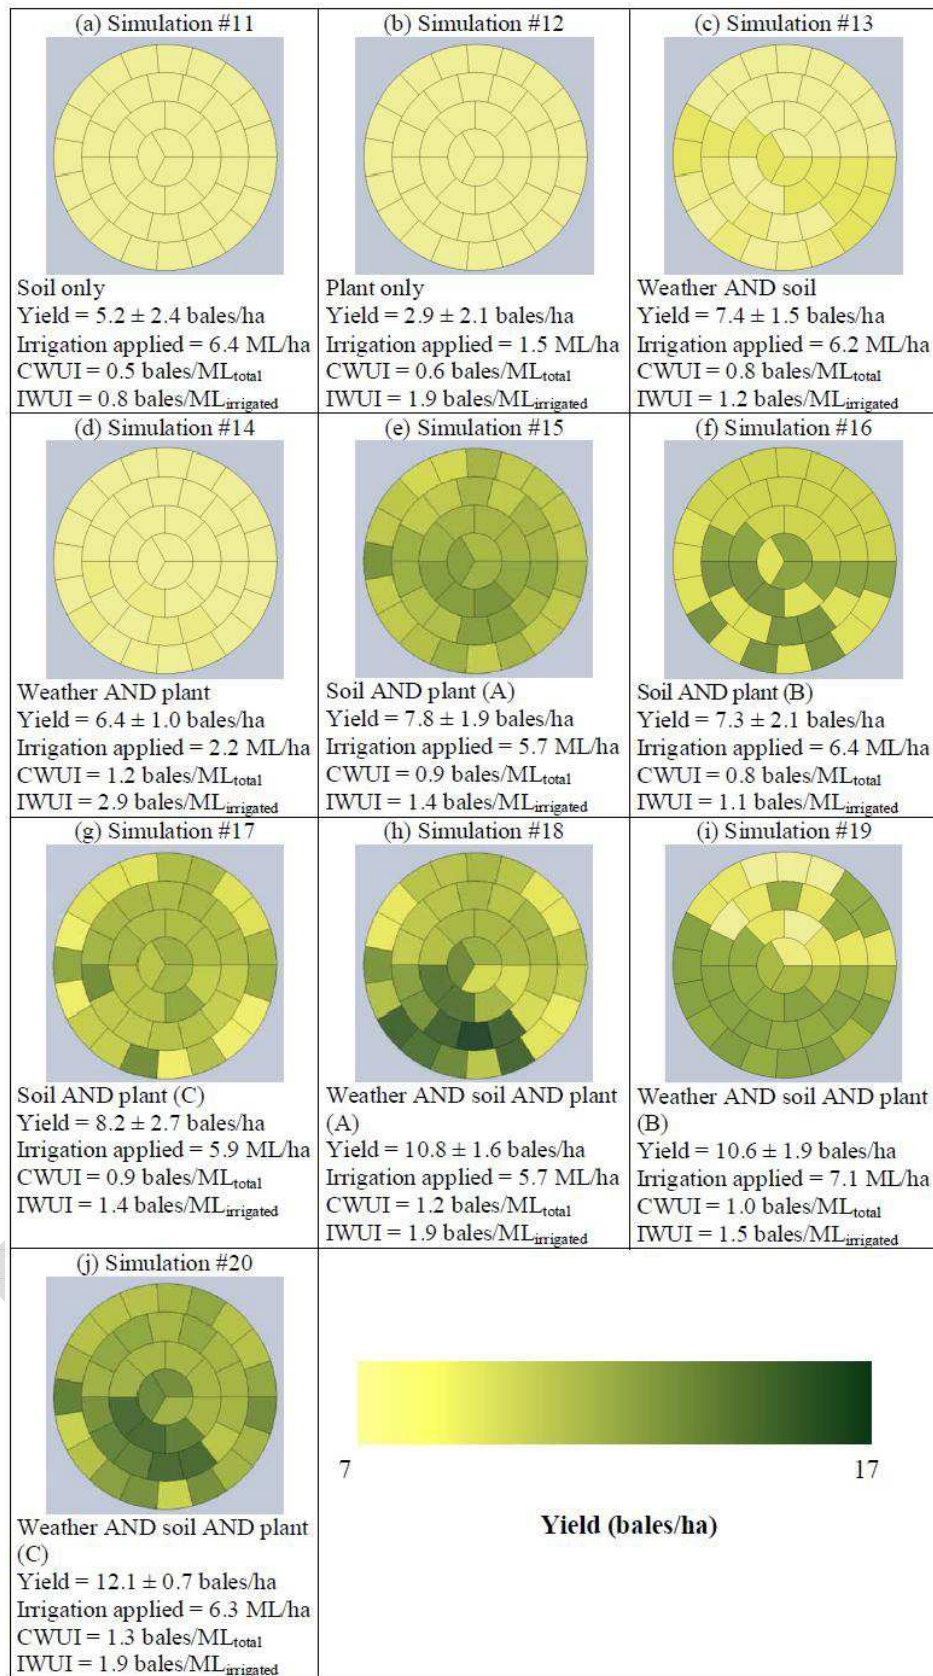 (a) Simulation #11
Soil only
Yield = 5.2 ± 2.4 bales/ha
Irrigation applied = 6.4 ML/ha
CWUI = 0.5 bales/MLtotal
IWUI = 0.8 bales/MLirrigated
(b) Simulation #12
Plant only
Yield = 2.9 ± 2.1 bales/ha
Irrigation applied = 1.5 ML/ha
CWUI = 0.6 bales/MLtotal
IWUI = 1.9 bales/MLirrigated
(c) Simulation #13
Weather AND soil
Yield = 7.4 ± 1.5 bales/ha
Irrigation applied = 6.2 ML/ha
CWUI = 0.8 bales/MLtotal
IWUI = 1.2 bales/MLirrigated
(d) Simulation #14
Weather AND plant
Yield = 6.4 ± 1.0 bales/ha
Irrigation applied = 2.2 ML/ha
CWUI = 1.2 bales/MLtotal
IWUI = 2.9 bales/MLirrigated
(e) Simulation #15
Soil AND plant (A)
Yield = 7.8 ± 1.9 bales/ha
Irrigation applied = 5.7 ML/ha
CWUI = 0.9 bales/MLtotal
IWUI = 1.4 bales/MLirrigated
(f) Simulation #16
Soil AND plant (B)
Yield = 7.3 ± 2.1 bales/ha
Irrigation applied = 6.4 ML/ha
CWUI = 0.8 bales/MLtotal
IWUI = 1.1 bales/MLirrigated
(g) Simulation #17
Soil AND plant (C)
Yield = 8.2 ± 2.7 bales/ha
Irrigation applied = 5.9 ML/ha
CWUI = 0.9 bales/MLtotal
IWUI = 1.4 bales/MLirrigated
(h) Simulation #18
Weather AND soil AND plant
(A)
Yield = 10.8 ± 1.6 bales/ha
Irrigation applied = 5.7 ML/ha
CWUI = 1.2 bales/MLtotal
IWUI = 1.9 bales/MLirrigated
(i) Simulation #19
Weather AND soil AND plant
(B)
Yield = 10.6 ± 1.9 bales/ha
Irrigation applied = 7.1 ML/ha
CWUI = 1.0 bales/MLtotal
IWUI = 1.5 bales/MLirrigated
(j) Simulation #20
Weather AND soil AND plant
(C)
Yield = 12.1 ± 0.7 bales/ha
Irrigation applied = 6.3 ML/ha
CWUI = 1.3 bales/MLtotal
IWUI = 1.9 bales/MLirrigated
7 17
Yield (bales/ha)